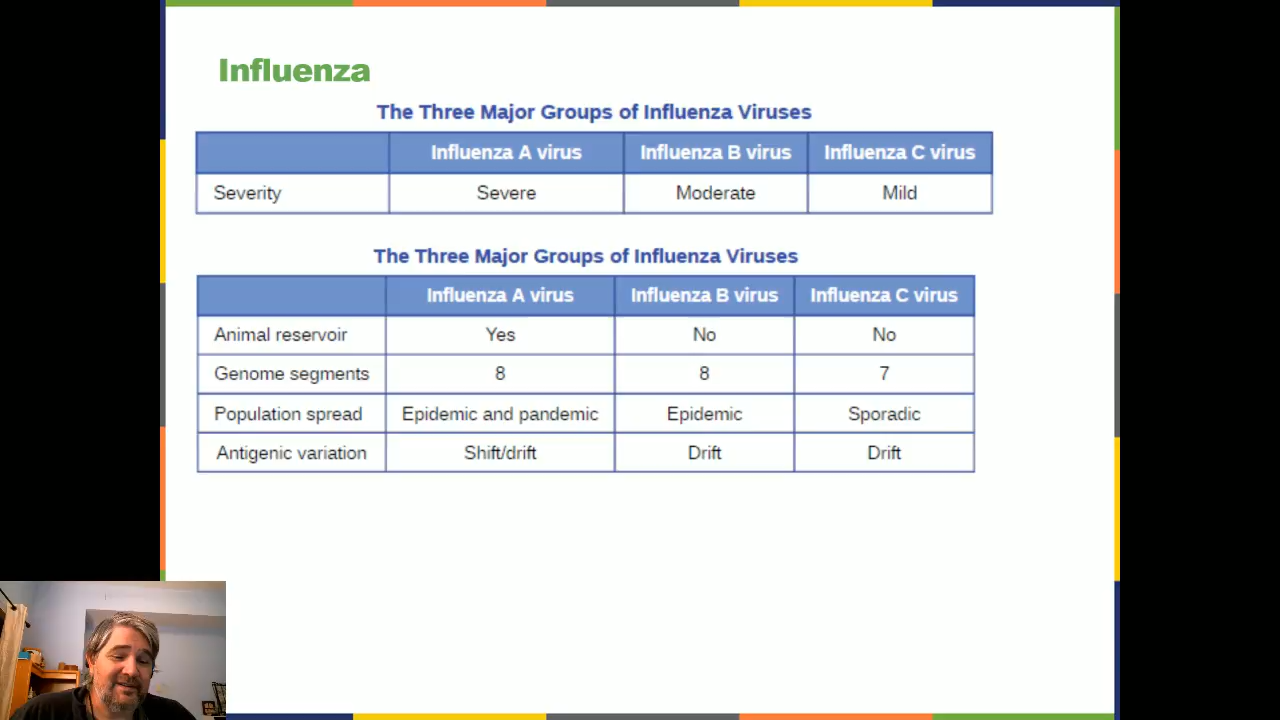 Influenza
The Three Major Groups of Influenza Viruses
Influenza A virus Influenza B virus Influenza C virus
Severity Severe Moderate Mild
The Three Major Groups of Influenza Viruses
Influenza A virus Influenza B virus Influenza C virus
Animal reservoir Yes No No
Genome segments 8 8 7
Population spread Epidemic and pandemic Epidemic Sporadic
Antigenic variation Shift/drift Drift Drift